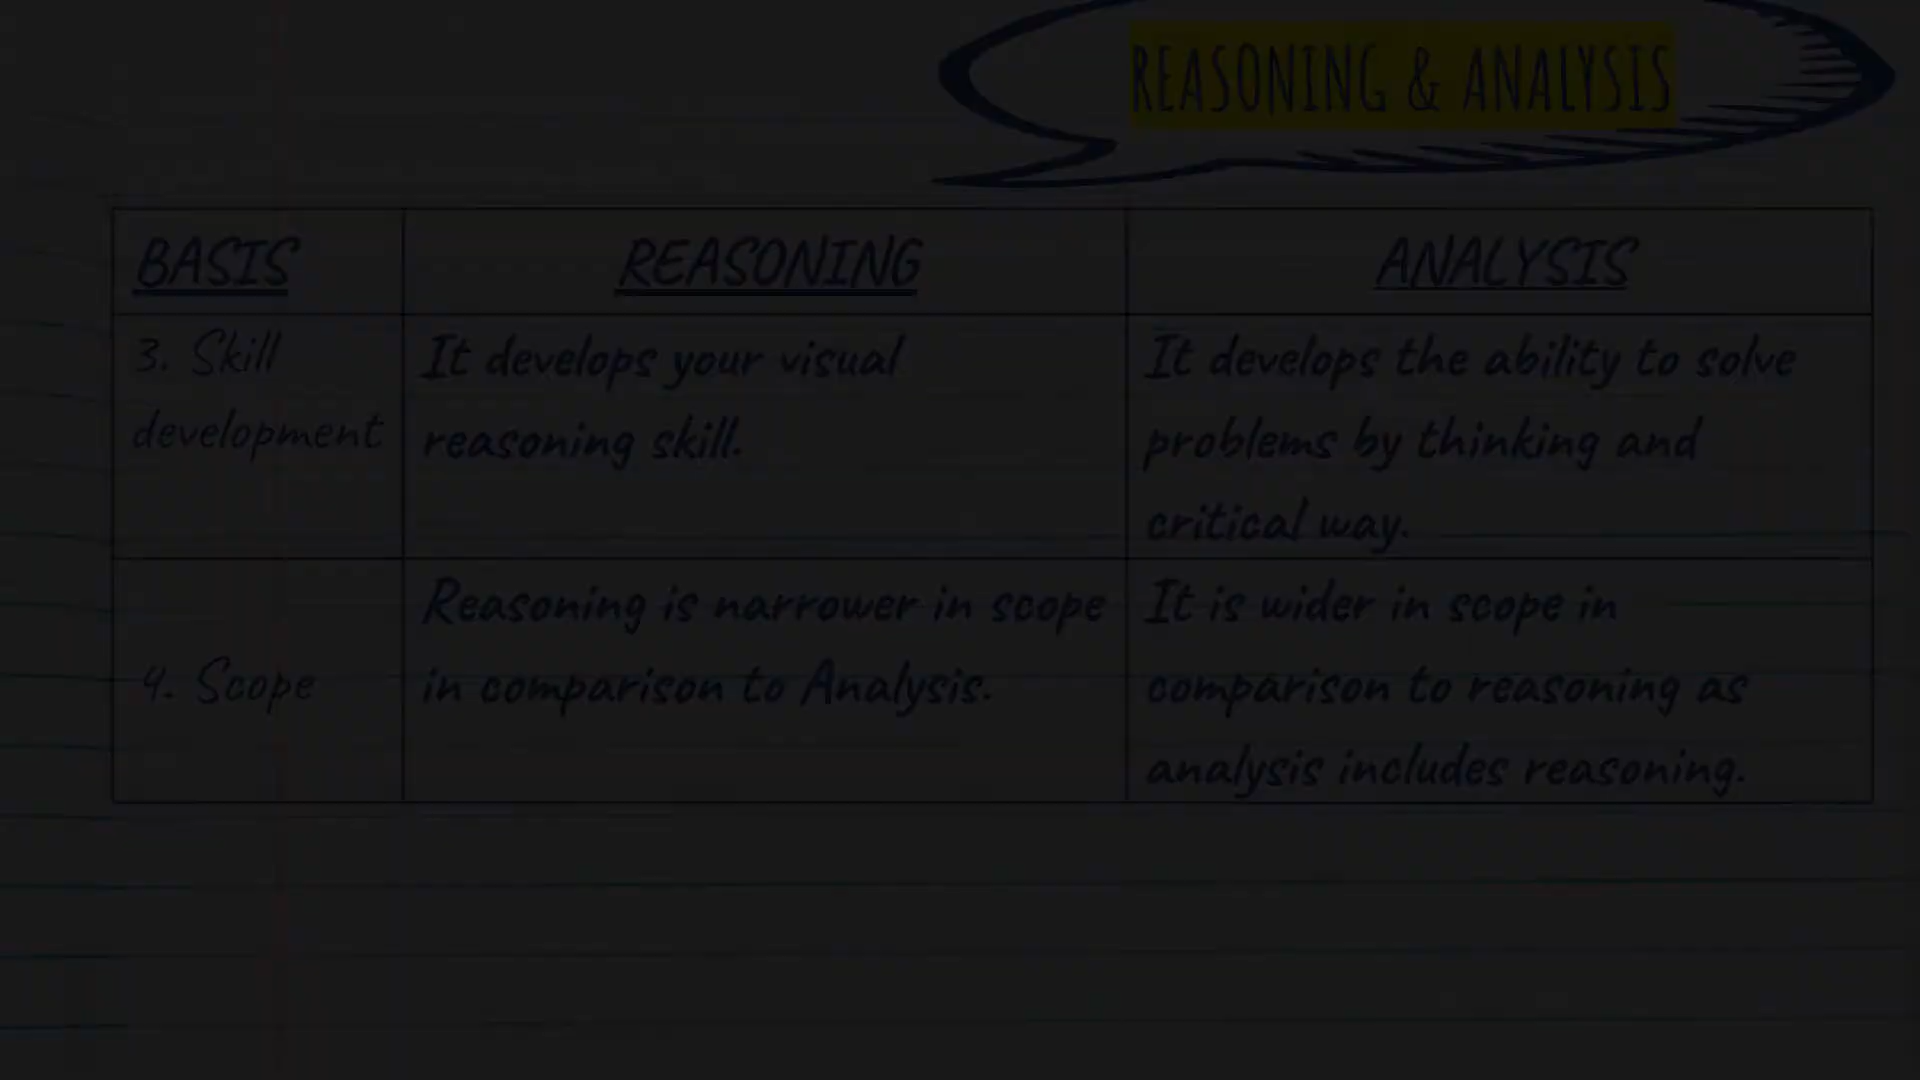 REASONING & ANALYSIS
BASIS
REASONING
ANALYSIS
3. Skill
development
It develops your visual
reasoning skill.
It develops the ability to solve
problems by thinking and
critical way.
4. Scope
Reasoning is narrower in scope
in comparison to Analysis.
It is wider in scope in
comparison to reasoning as
analysis includes reasoning.